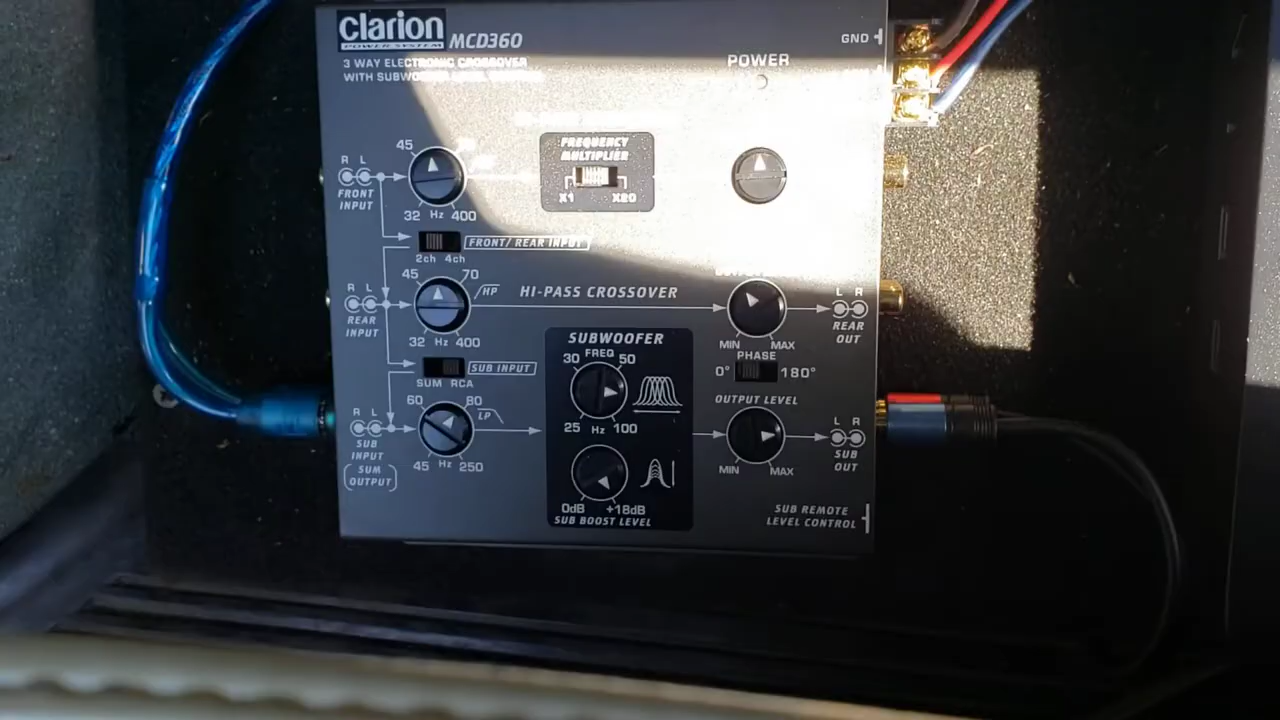 clarion
POWER SYSTEM
MCD360
3 WAY ELECTRONIC CROSSOVER
WITH SUBWOOFER
GND
POWER
FREQUENCY
MULTIPLIER
X1 X20
45
R L
FRONT
INPUT
32 Hz 400
FRONT/ REAR INPUT
2ch 4ch
45 70
HP
HI-PASS CROSSOVER
R L
REAR
INPUT
32 Hz 400
MIN MAX
L R
REAR
OUT
SUB INPUT
SUM RCA
PHASE
0° 180°
SUBWOOFER
FREQ
30 50
25 Hz 100
60 80
LP
R L
SUB
INPUT
SUM
OUTPUT
45 Hz 250
OUTPUT LEVEL
MIN MAX
L R
SUB
OUT
0dB +18dB
SUB BOOST LEVEL
SUB REMOTE
LEVEL CONTROL